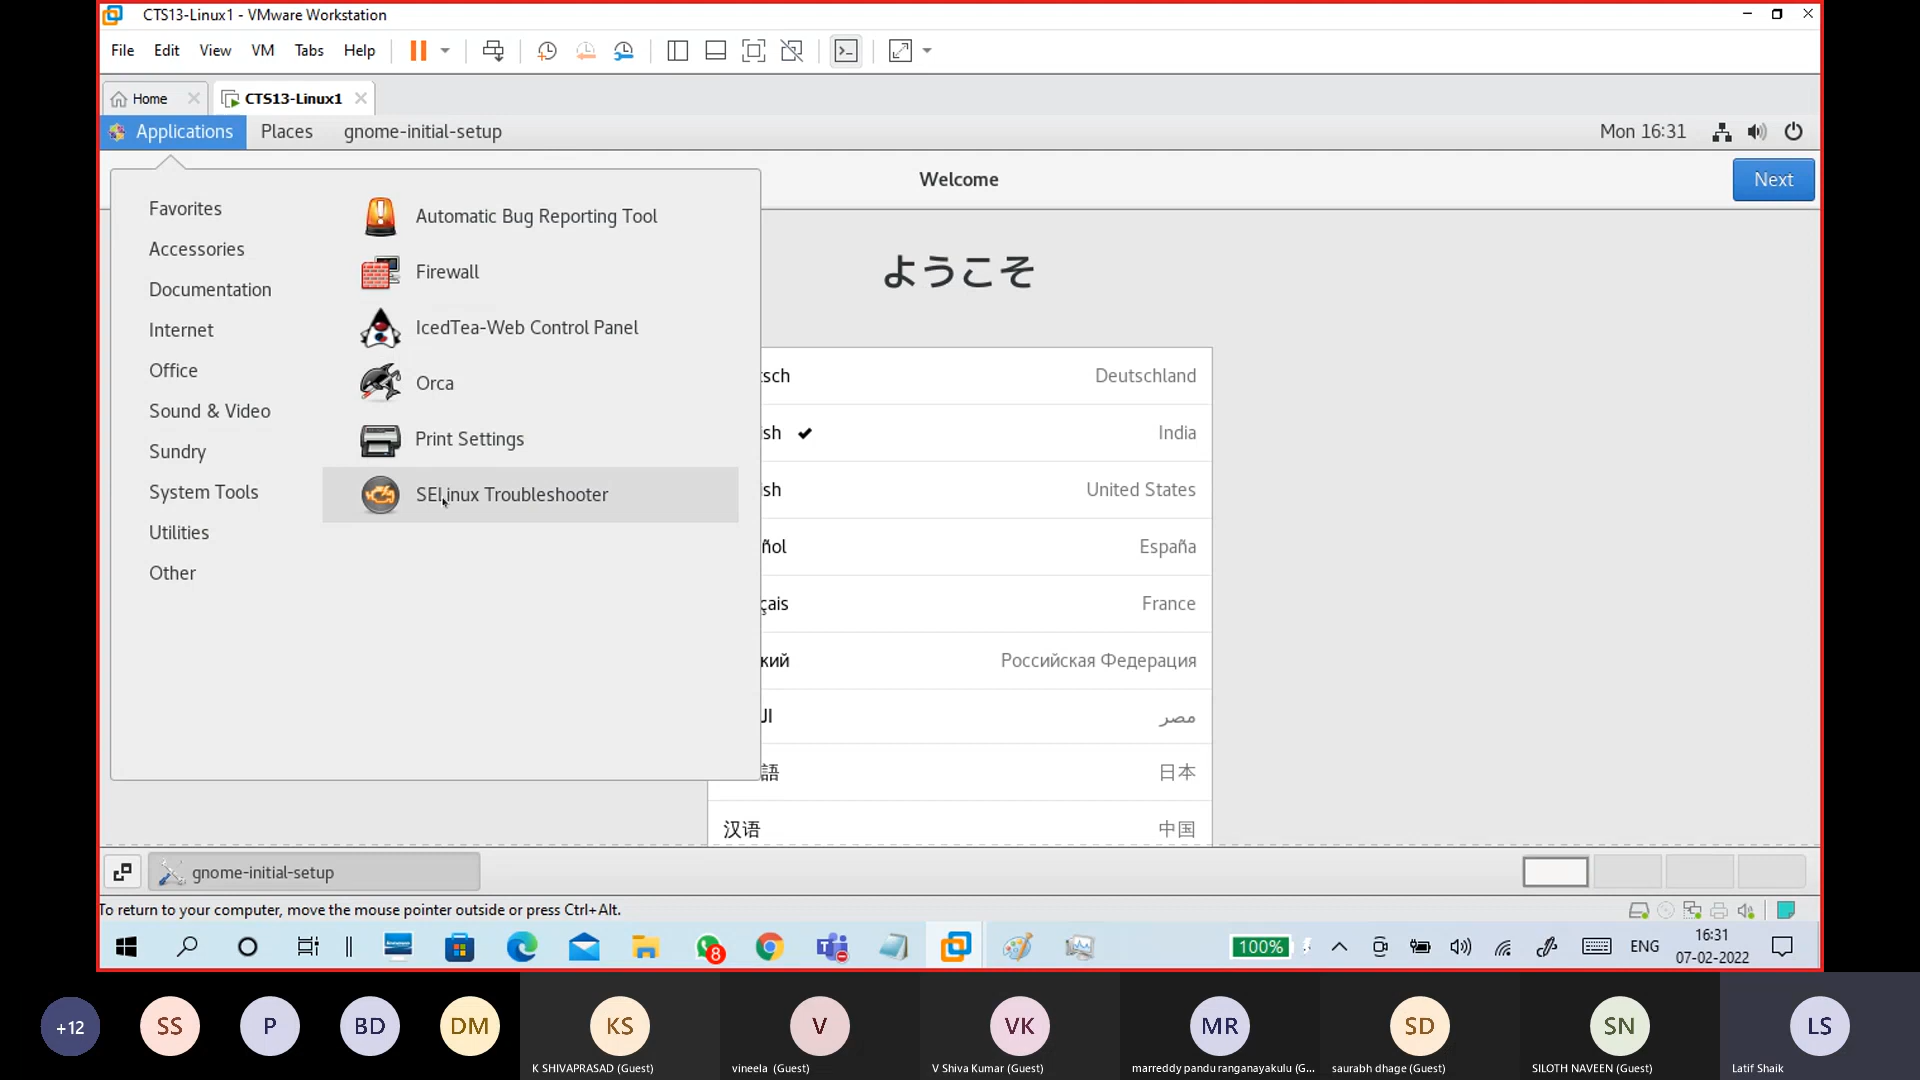 CTS13-Linux1 - VMware Workstation
File Edit View VM Tabs Help
Home CTS13-Linux1
Applications Places gnome-initial-setup Mon 16:31
Welcome
Next
Favorites
Accessories
Documentation
Internet
Office
Sound & Video
Sundry
System Tools
Utilities
Other
Automatic Bug Reporting Tool
Firewall
IcedTea-Web Control Panel
Orca
Print Settings
SELinux Troubleshooter
ようこそ
tsch Deutschland
ish ✔ India
ish United States
ñol España
çais France
кий Российская Федерация
مصر
語 日本
汉语 中国
gnome-initial-setup
To return to your computer, move the mouse pointer outside or press Ctrl+Alt.
8
100%
ENG
16:31
07-02-2022
+12
SS
P
BD
DM
KS
V
VK
MR
SD
SN
LS
K SHIVAPRASAD (Guest)
vineela (Guest)
V Shiva Kumar (Guest)
marreddy pandu ranganayakulu (G...
saurabh dhage (Guest)
SILOTH NAVEEN (Guest)
Latif Shaik